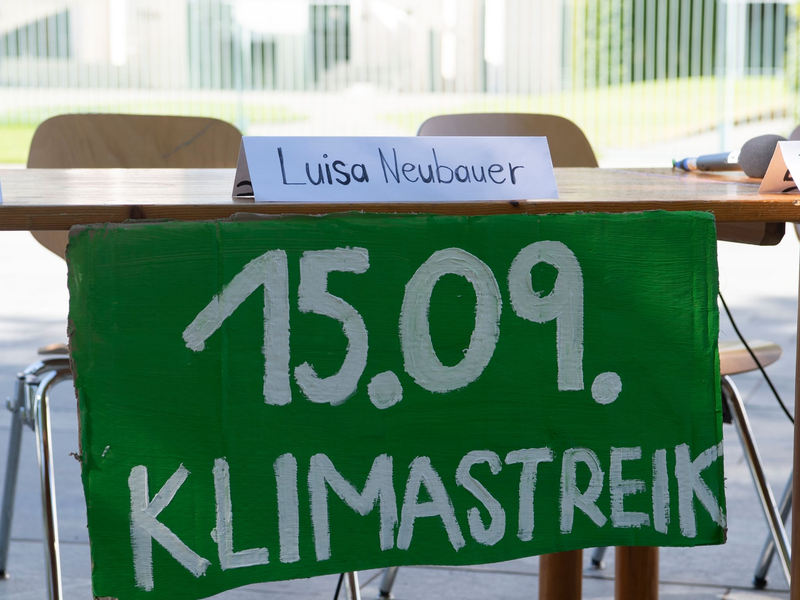 Luisa Neubauer
15.09.
KLIMASTREIK